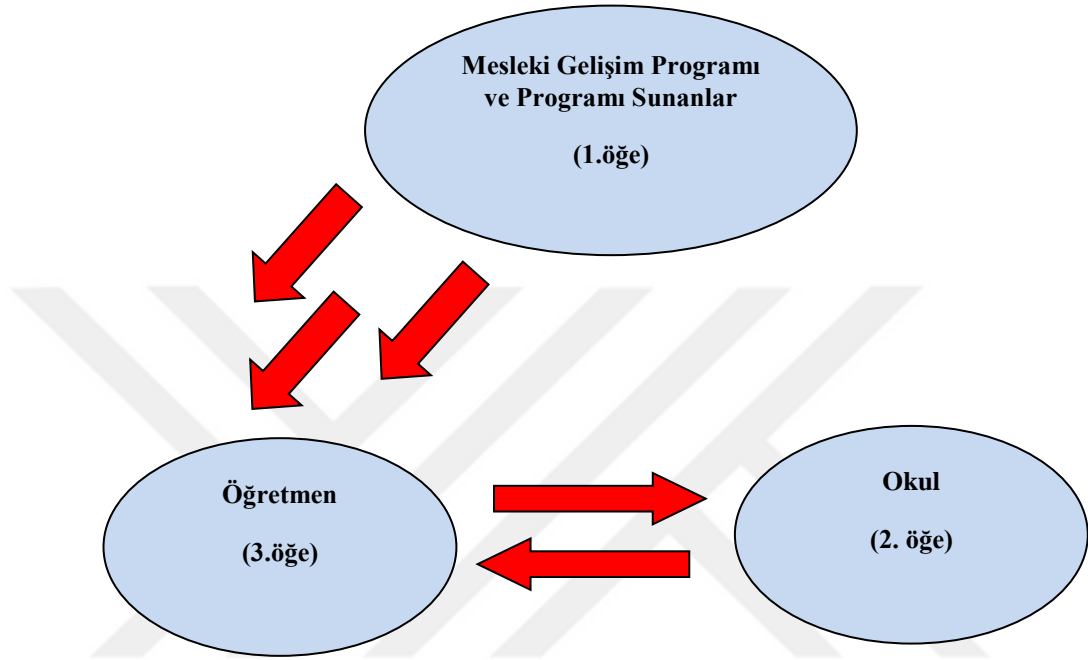 Mesleki Gelişim Programı
ve Programı Sunanlar
(1.öğe)
Öğretmen
(3.öğe)
Okul
(2. öğe)